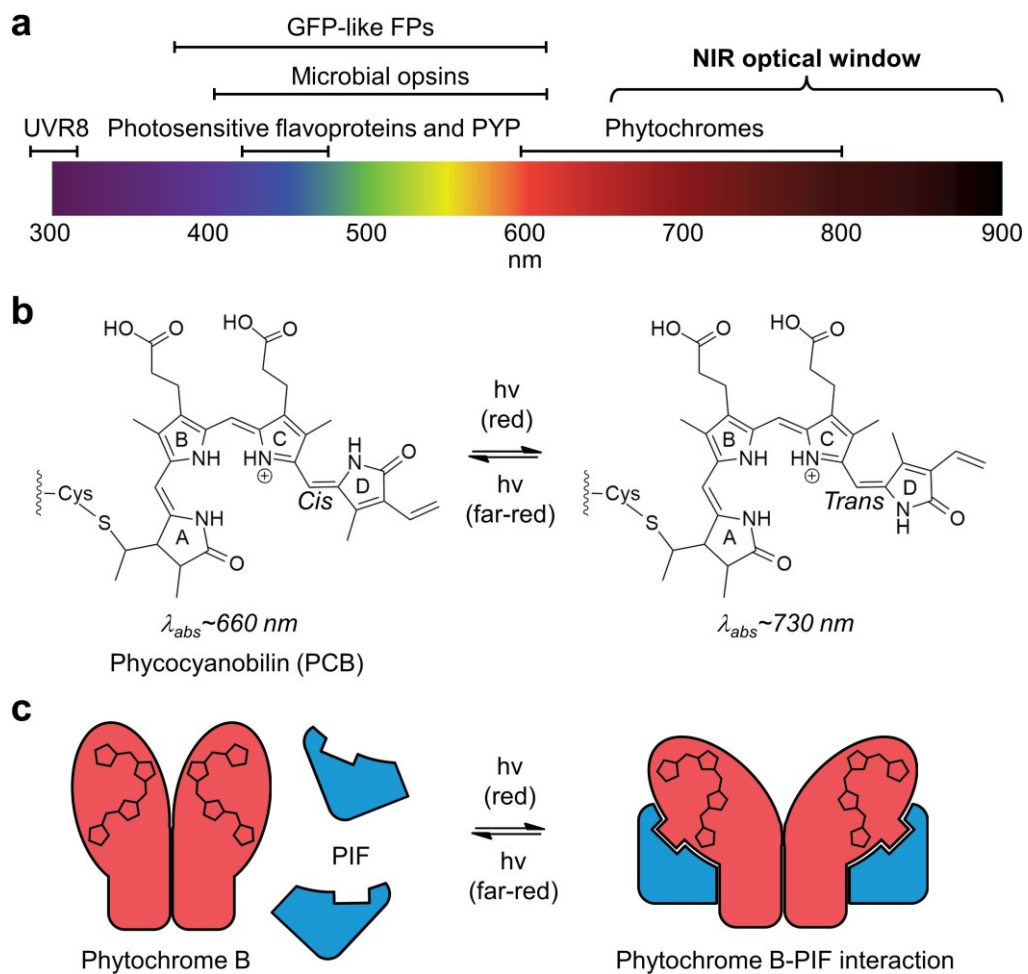 a
GFP-like FPs
Microbial opsins
NIR optical window
UVR8
Photosensitive flavoproteins and PYP
Phytochromes
300 400 500 600 700 800 900
nm
b
HO O HO O
B C
NH HN ⊕
NH O
Cis D
Cys
S
A NH
O
λabs~660 nm
Phycocyanobilin (PCB)
hv
(red)
hv
(far-red)
HO O HO O
B C
NH HN ⊕
Trans D
N
H
O
Cys
S
A NH
O
λabs~730 nm
c
PIF
Phytochrome B
hv
(red)
hv
(far-red)
Phytochrome B-PIF interaction